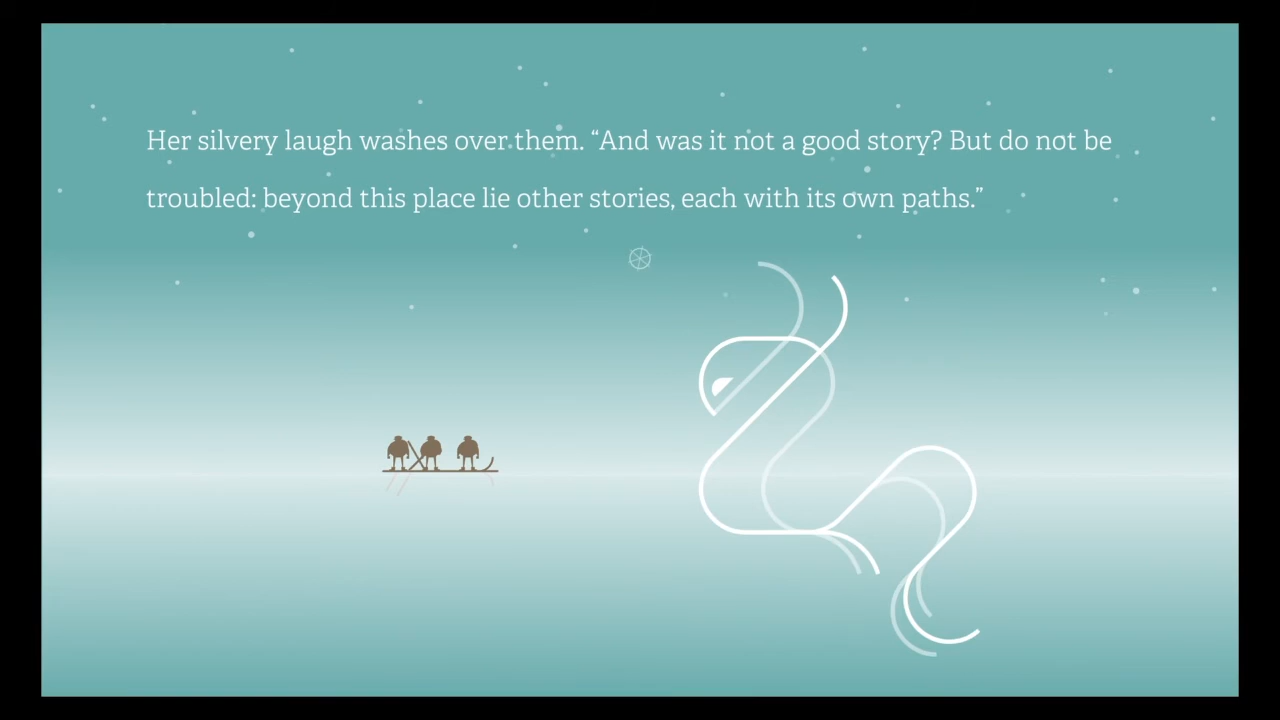 Her silvery laugh washes over them. “And was it not a good story? But do not be
troubled: beyond this place lie other stories, each with its own paths.”